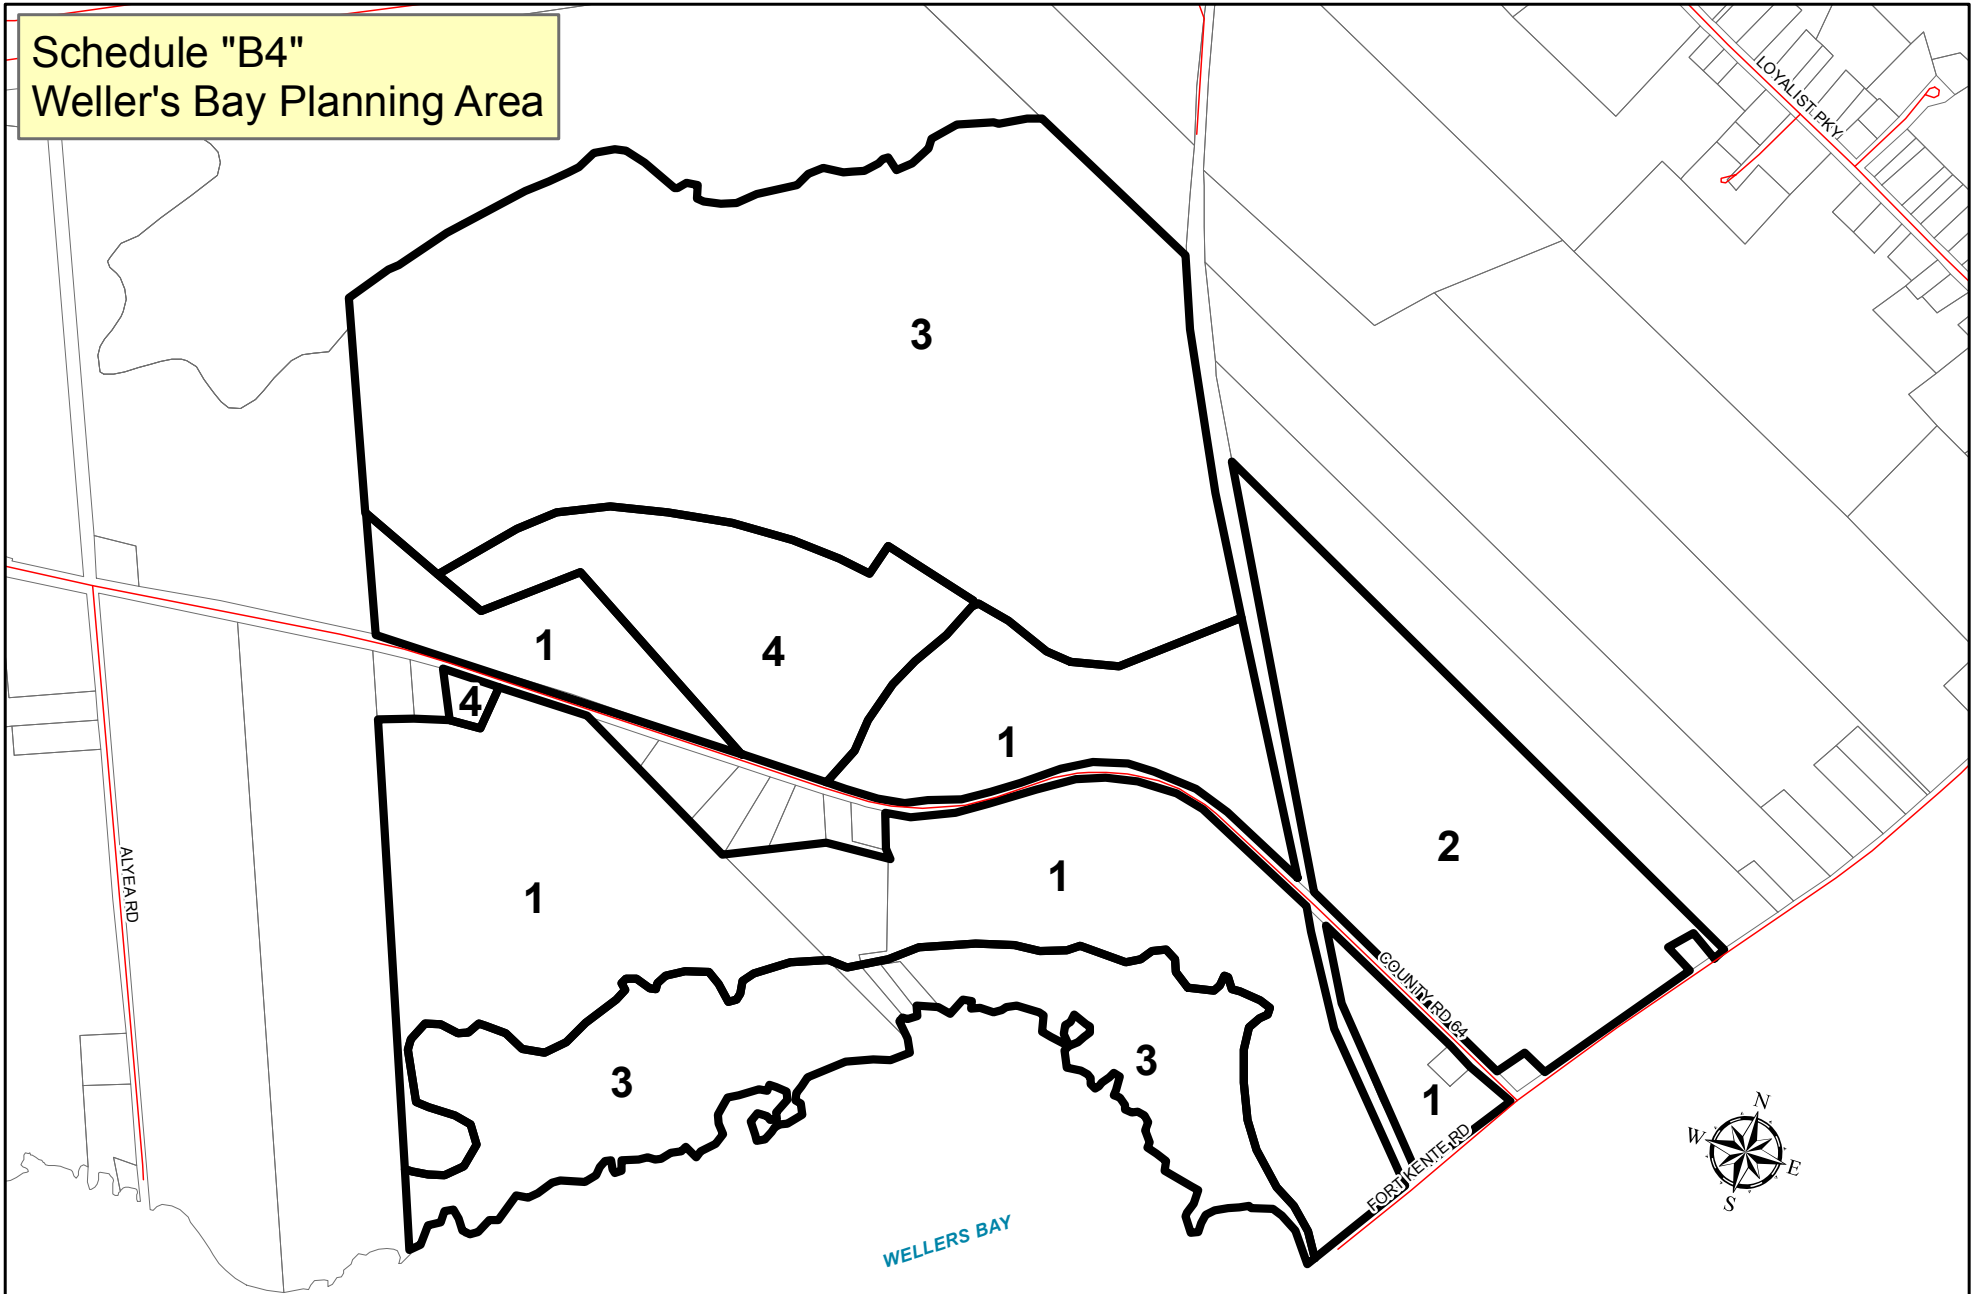 Schedule "B4"
Weller's Bay Planning Area
LOYALIST PKY
3
1
4
4
1
2
1
1
ALYEA RD
COUNTY RD 64
3
3
1
FORT KENTE RD
WELLERS BAY
N
W
E
S